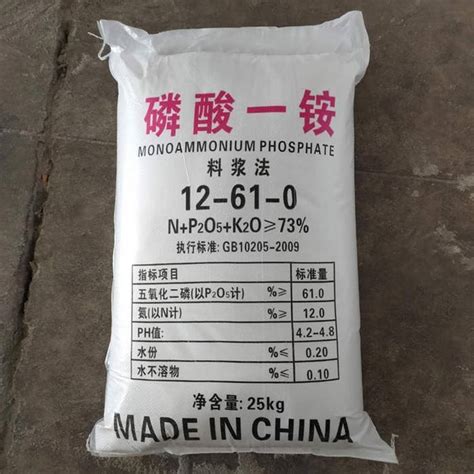 磷酸一铵
MONOAMMONIUM PHOSPHATE
料浆法
12-61-0
N+P2O5+K2O≥73%
执行标准:GB10205-2009
指标项目 标准量
五氧化二磷(以P2O5计) %≥ 61.0
氮(以N计) %≥ 12.0
PH值: 4.2-4.8
水份 %≤ 0.20
水不溶物 %≤ 0.10
净含量:25kg
MADE IN CHINA